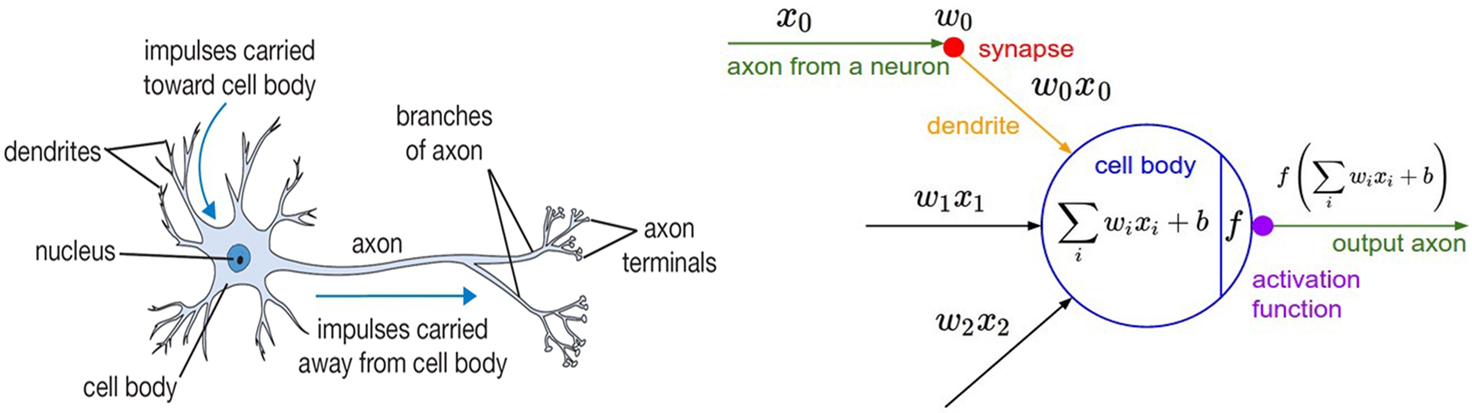 impulses carried
toward cell body
dendrites
nucleus
cell body
axon
impulses carried
away from cell body
branches
of axon
axon
terminals
x₀
axon from a neuron
w₀
synapse
w₀x₀
dendrite
w₁x₁
w₂x₂
cell body
∑ᵢ wᵢxᵢ + b
f
f(∑ᵢ wᵢxᵢ + b)
output axon
activation
function